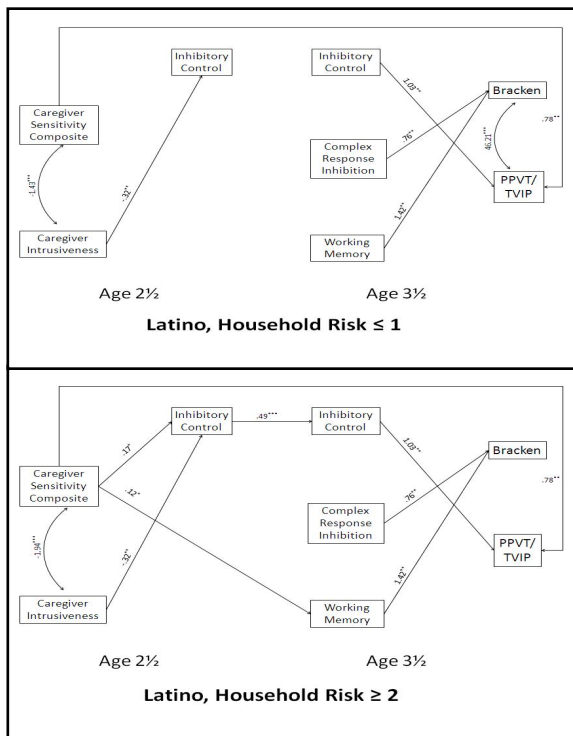 Inhibitory
Control
Inhibitory
Control
Bracken
Caregiver
Sensitivity
Composite
Complex
Response
Inhibition
PPVT/
TVIP
Caregiver
Intrusiveness
Working
Memory
-1.43***
-.32**
1.03**
.76**
1.42**
46.21***
.78**
Age 2½
Age 3½
Latino, Household Risk ≤ 1
Inhibitory
Control
.49***
Inhibitory
Control
Bracken
Caregiver
Sensitivity
Composite
Complex
Response
Inhibition
PPVT/
TVIP
Caregiver
Intrusiveness
Working
Memory
.17*
.12*
-1.94***
-.32**
1.03**
.76**
1.42**
.78**
Age 2½
Age 3½
Latino, Household Risk ≥ 2